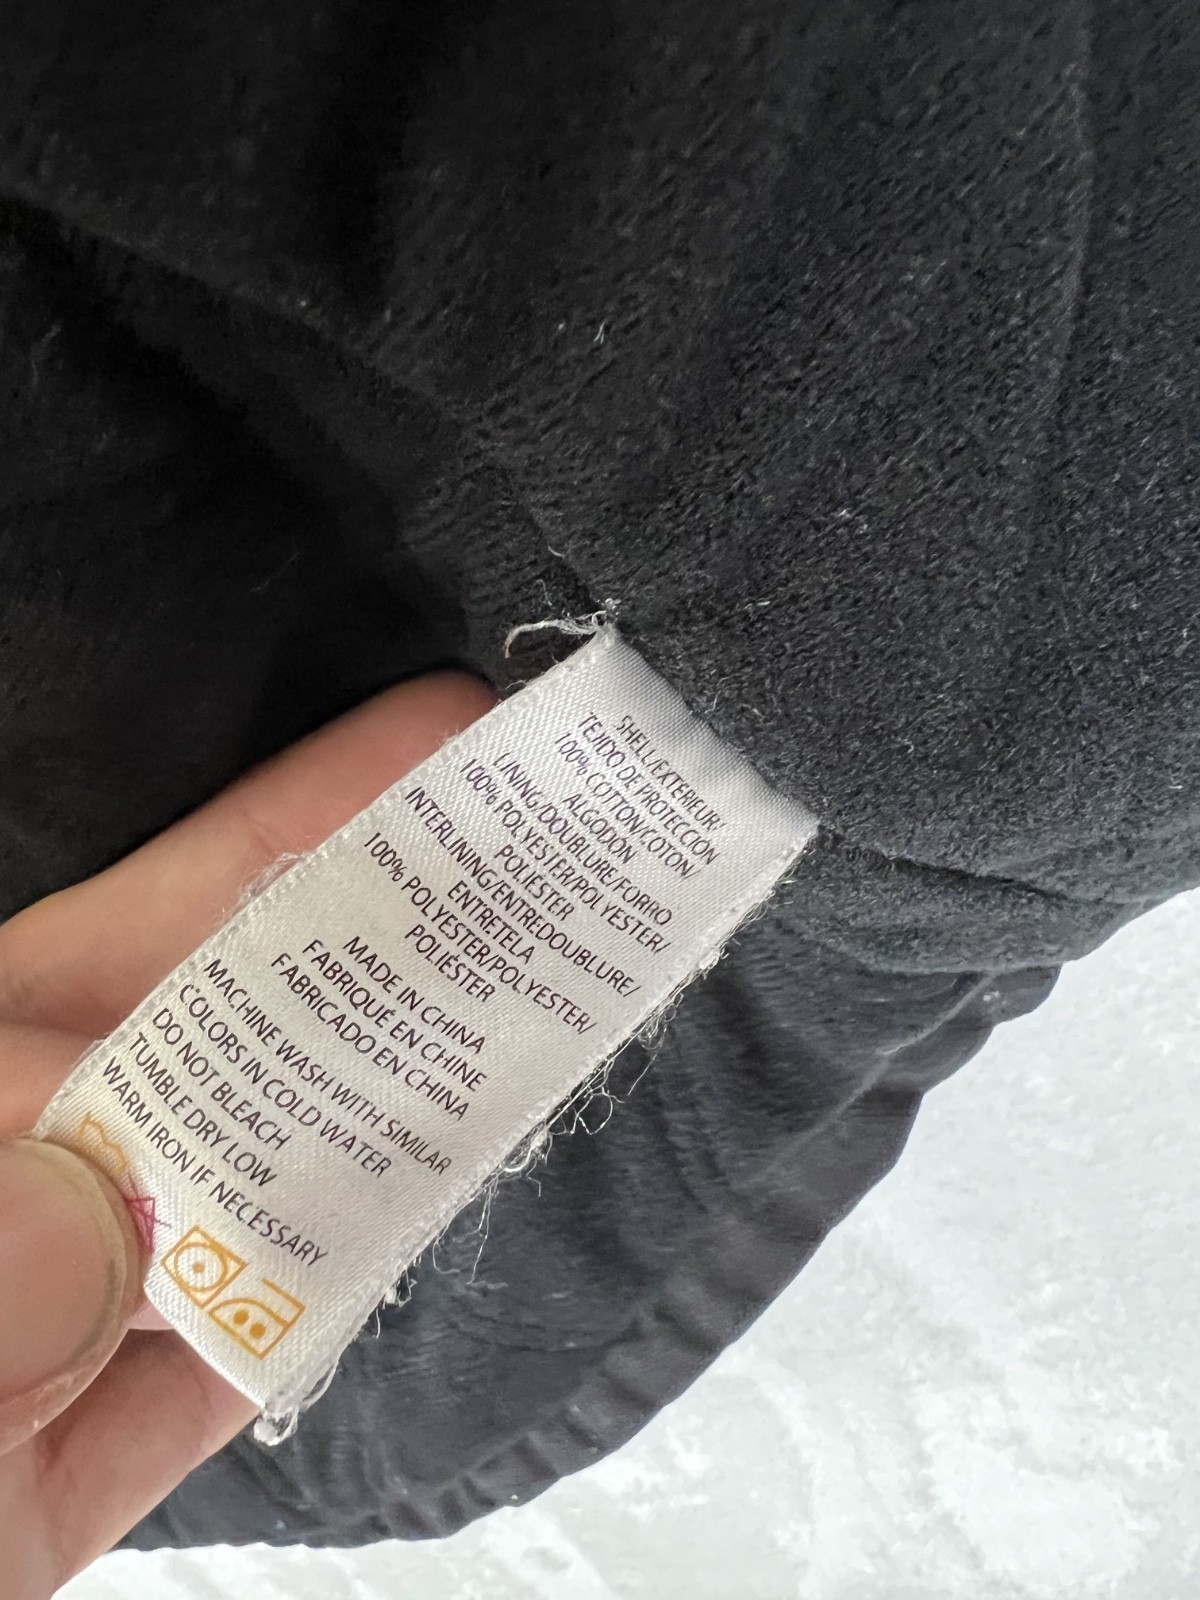 SHELL/EXTÉRIEUR/
TEJIDO DE PROTECCIÓN
100% COTTON/COTON/
ALGODÓN
LINING/DOUBLURE/FORRO
100% POLYESTER/POLYESTER/
POLIÉSTER
INTERLINING/ENTREDOUBLURE/
ENTRETELA
100% POLYESTER/POLYESTER/
POLIÉSTER
MADE IN CHINA
FABRIQUÉ EN CHINE
FABRICADO EN CHINA
MACHINE WASH WITH SIMILAR
COLORS IN COLD WATER
DO NOT BLEACH
TUMBLE DRY LOW
WARM IRON IF NECESSARY